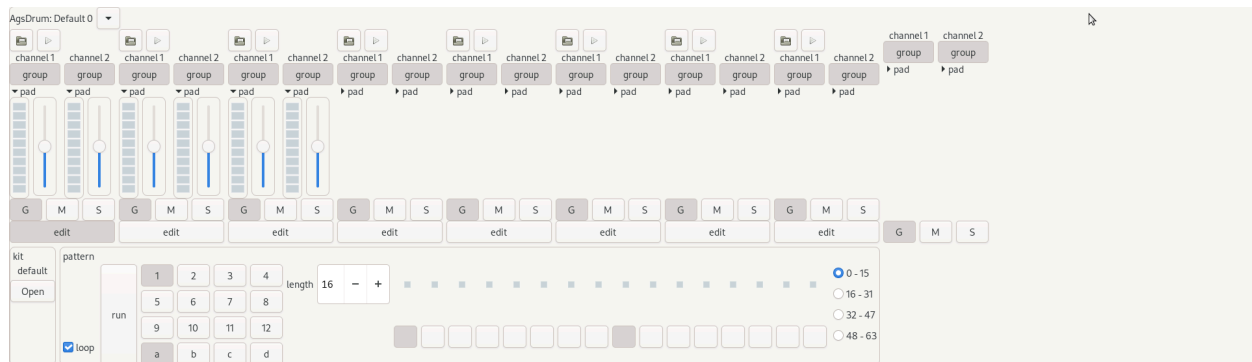 AgsDrum: Default 0
channel 1 channel 2 channel 1 channel 2 channel 1 channel 2 channel 1 channel 2 channel 1 channel 2 channel 1 channel 2 channel 1 channel 2 channel 1 channel 2 channel 1 channel 2
group group group group group group group group group group group group group group group group group group
pad pad pad pad pad pad pad pad pad pad pad pad pad pad pad pad pad pad
G M S G M S G M S G M S G M S G M S G M S G M S
edit edit edit edit edit edit edit edit G M S
kit
default
Open
pattern
run
loop
1 2 3 4
5 6 7 8
9 10 11 12
a b c d
length 16 − +
0 - 15
16 - 31
32 - 47
48 - 63